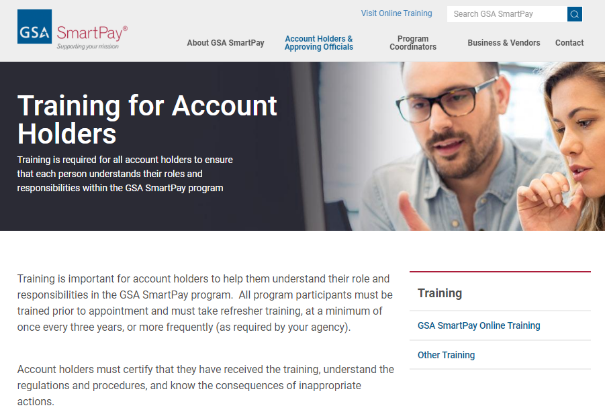 Visit Online Training
Search GSA SmartPay
GSA SmartPay®
Supporting your mission
About GSA SmartPay
Account Holders &
Approving Officials
Program
Coordinators
Business & Vendors
Contact
Training for Account
Holders
Training is required for all account holders to ensure
that each person understands their roles and
responsibilities within the GSA SmartPay program
Training is important for account holders to help them understand their role and
responsibilities in the GSA SmartPay program.  All program participants must be
trained prior to appointment and must take refresher training, at a minimum of
once every three years, or more frequently (as required by your agency).
Account holders must certify that they have received the training, understand the
regulations and procedures, and know the consequences of inappropriate
actions.
Training
GSA SmartPay Online Training
Other Training